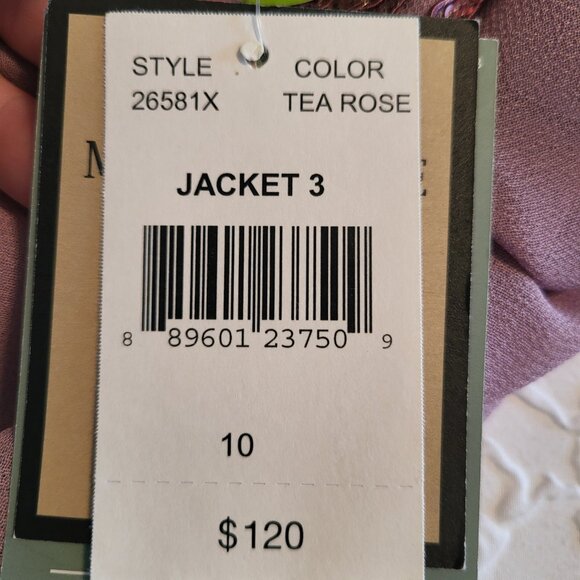 STYLE COLOR
26581X TEA ROSE
M E
JACKET 3
8 89601 23750 9
10
$120